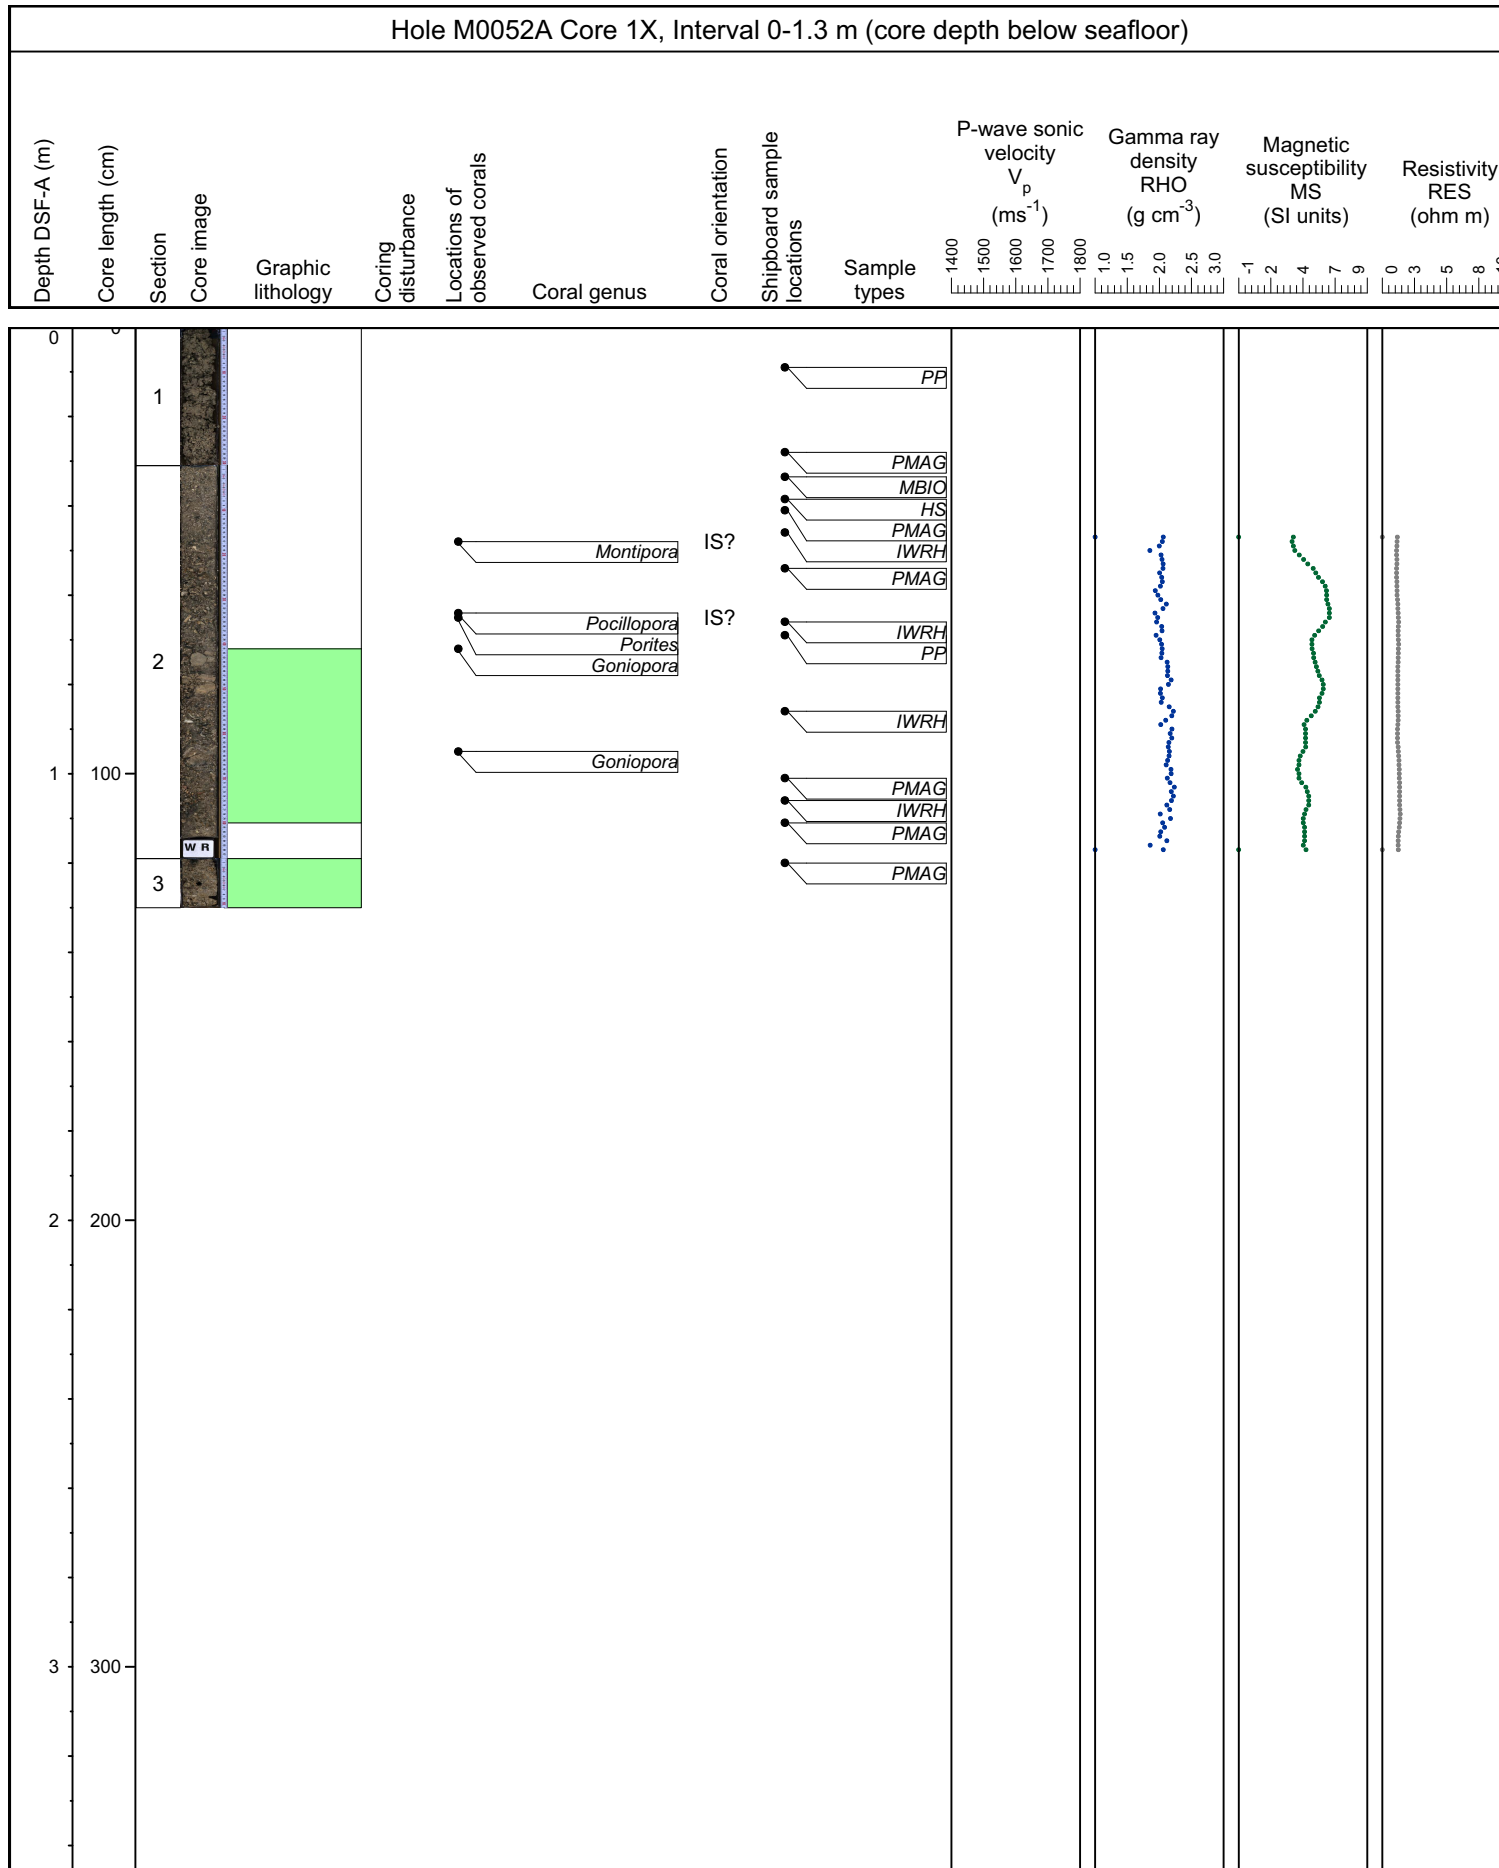 Hole M0052A Core 1X, Interval 0-1.3 m (core depth below seafloor)
Depth DSF-A (m)
Core length (cm)
Section
Core image
Graphic
lithology
Coring
disturbance
Locations of
observed corals
Coral genus
Coral orientation
Shipboard sample
locations
Sample
types
P-wave sonic
velocity
Vp
(ms-1)
1400 1500 1600 1700 1800
Gamma ray
density
RHO
(g cm-3)
1.0 1.5 2.0 2.5 3.0
Magnetic
susceptibility
MS
(SI units)
-1 2 4 7 9
Resistivity
RES
(ohm m)
0 3 5 8
0
1
PP
PMAG
MBIO
HS
PMAG
Montipora IS? IWRH
PMAG
Pocillopora IS?
IWRH
Porites PP
2
Goniopora
IWRH
Goniopora
1 100
PMAG
IWRH
PMAG
W R
PMAG
3
2 200
3 300